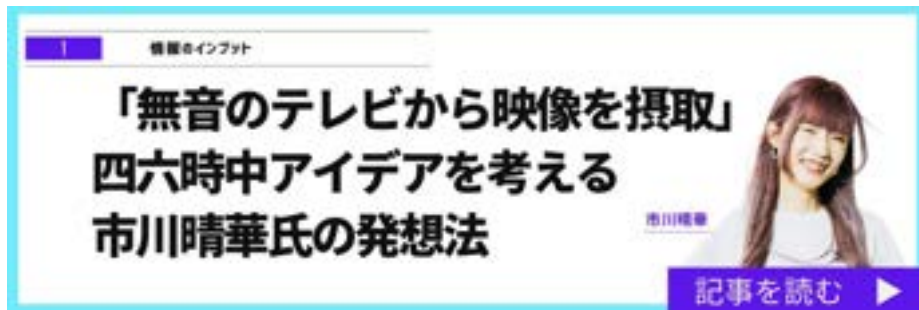 1
情報のインプット
「無音のテレビから映像を摂取」
四六時中アイデアを考える
市川晴華氏の発想法
市川晴華
記事を読む ▶